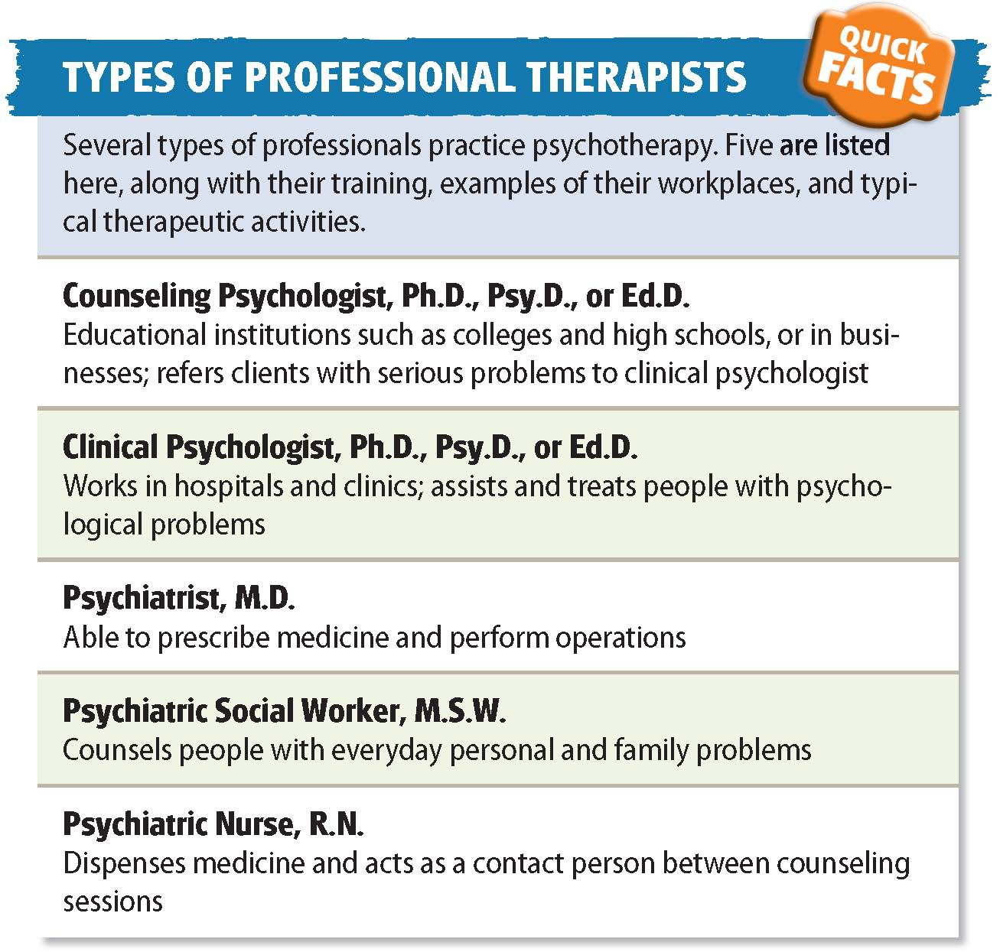 QUICK
FACTS
TYPES OF PROFESSIONAL THERAPISTS
Several types of professionals practice psychotherapy. Five are listed
here, along with their training, examples of their workplaces, and typi-
cal therapeutic activities.
Counseling Psychologist, Ph.D., Psy.D., or Ed.D.
Educational institutions such as colleges and high schools, or in busi-
nesses; refers clients with serious problems to clinical psychologist
Clinical Psychologist, Ph.D., Psy.D., or Ed.D.
Works in hospitals and clinics; assists and treats people with psycho-
logical problems
Psychiatrist, M.D.
Able to prescribe medicine and perform operations
Psychiatric Social Worker, M.S.W.
Counsels people with everyday personal and family problems
Psychiatric Nurse, R.N.
Dispenses medicine and acts as a contact person between counseling
sessions